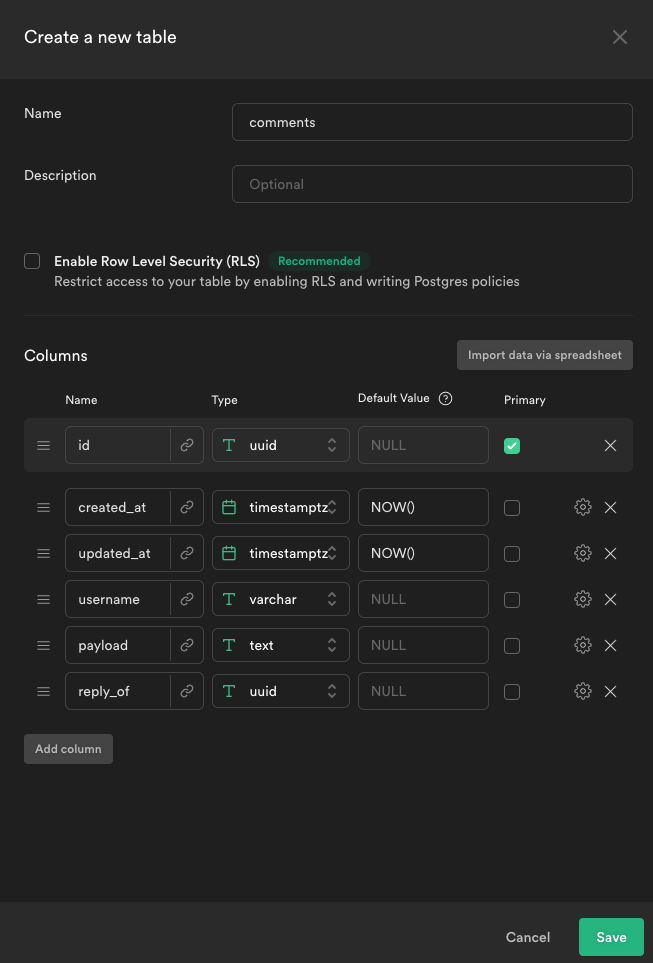 Create a new table
Name
comments
Description
Optional
Enable Row Level Security (RLS) Recommended
Restrict access to your table by enabling RLS and writing Postgres policies
Columns
Import data via spreadsheet
Name Type Default Value ? Primary
id T uuid NULL
created_at timestamptz NOW()
updated_at timestamptz NOW()
username T varchar NULL
payload T text NULL
reply_of T uuid NULL
Add column
Cancel Save